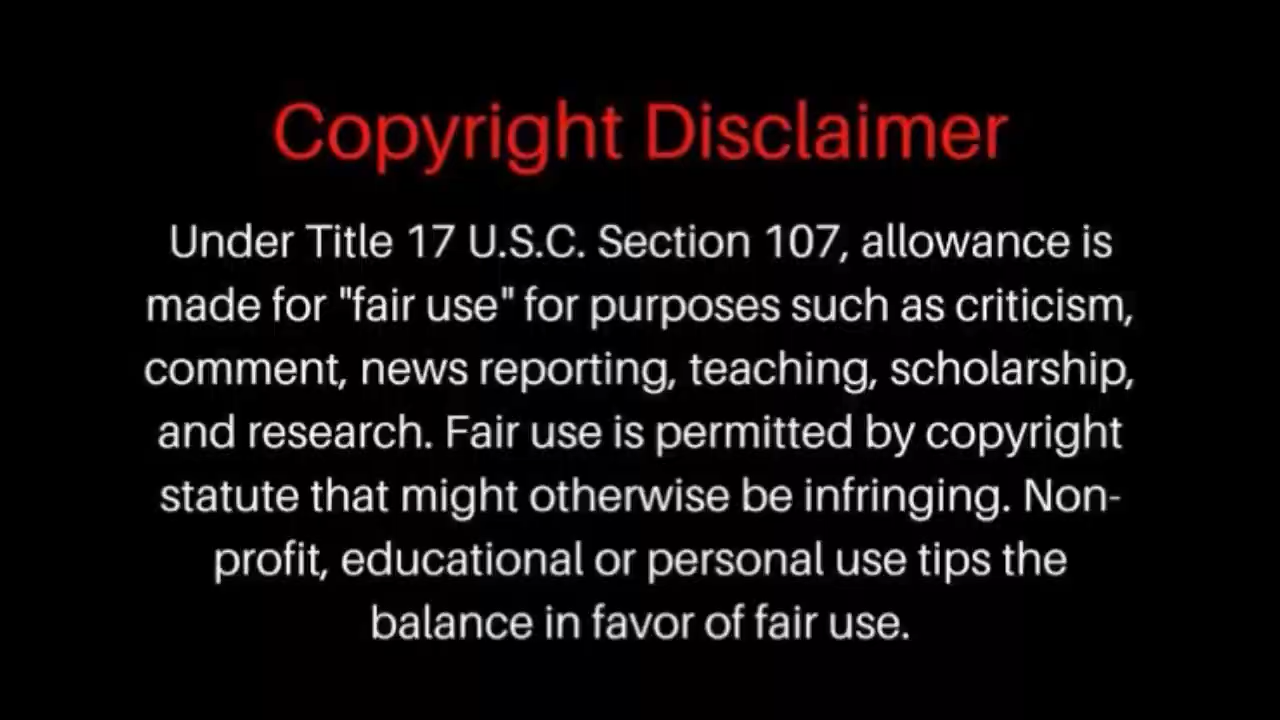 Copyright Disclaimer
Under Title 17 U.S.C. Section 107, allowance is
made for "fair use" for purposes such as criticism,
comment, news reporting, teaching, scholarship,
and research. Fair use is permitted by copyright
statute that might otherwise be infringing. Non-
profit, educational or personal use tips the
balance in favor of fair use.